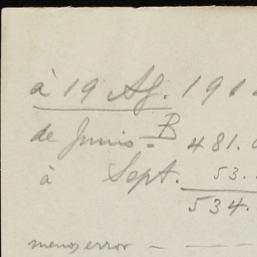 à 19 Ag. 191
de Junio = B 481.
à Sept. 53.
534.
menos error —